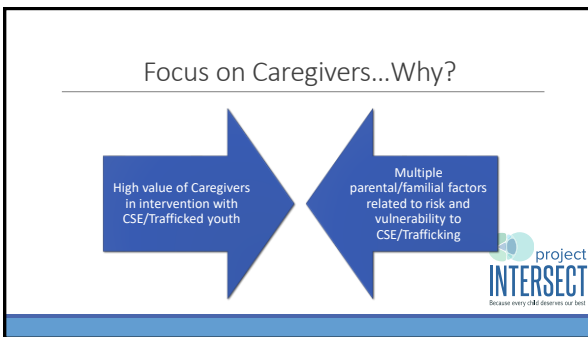 Focus on Caregivers...Why?
High value of Caregivers
in intervention with
CSE/Trafficked youth
Multiple
parental/familial factors
related to risk and
vulnerability to
CSE/Trafficking
project
INTERSECT
Because every child deserves our best